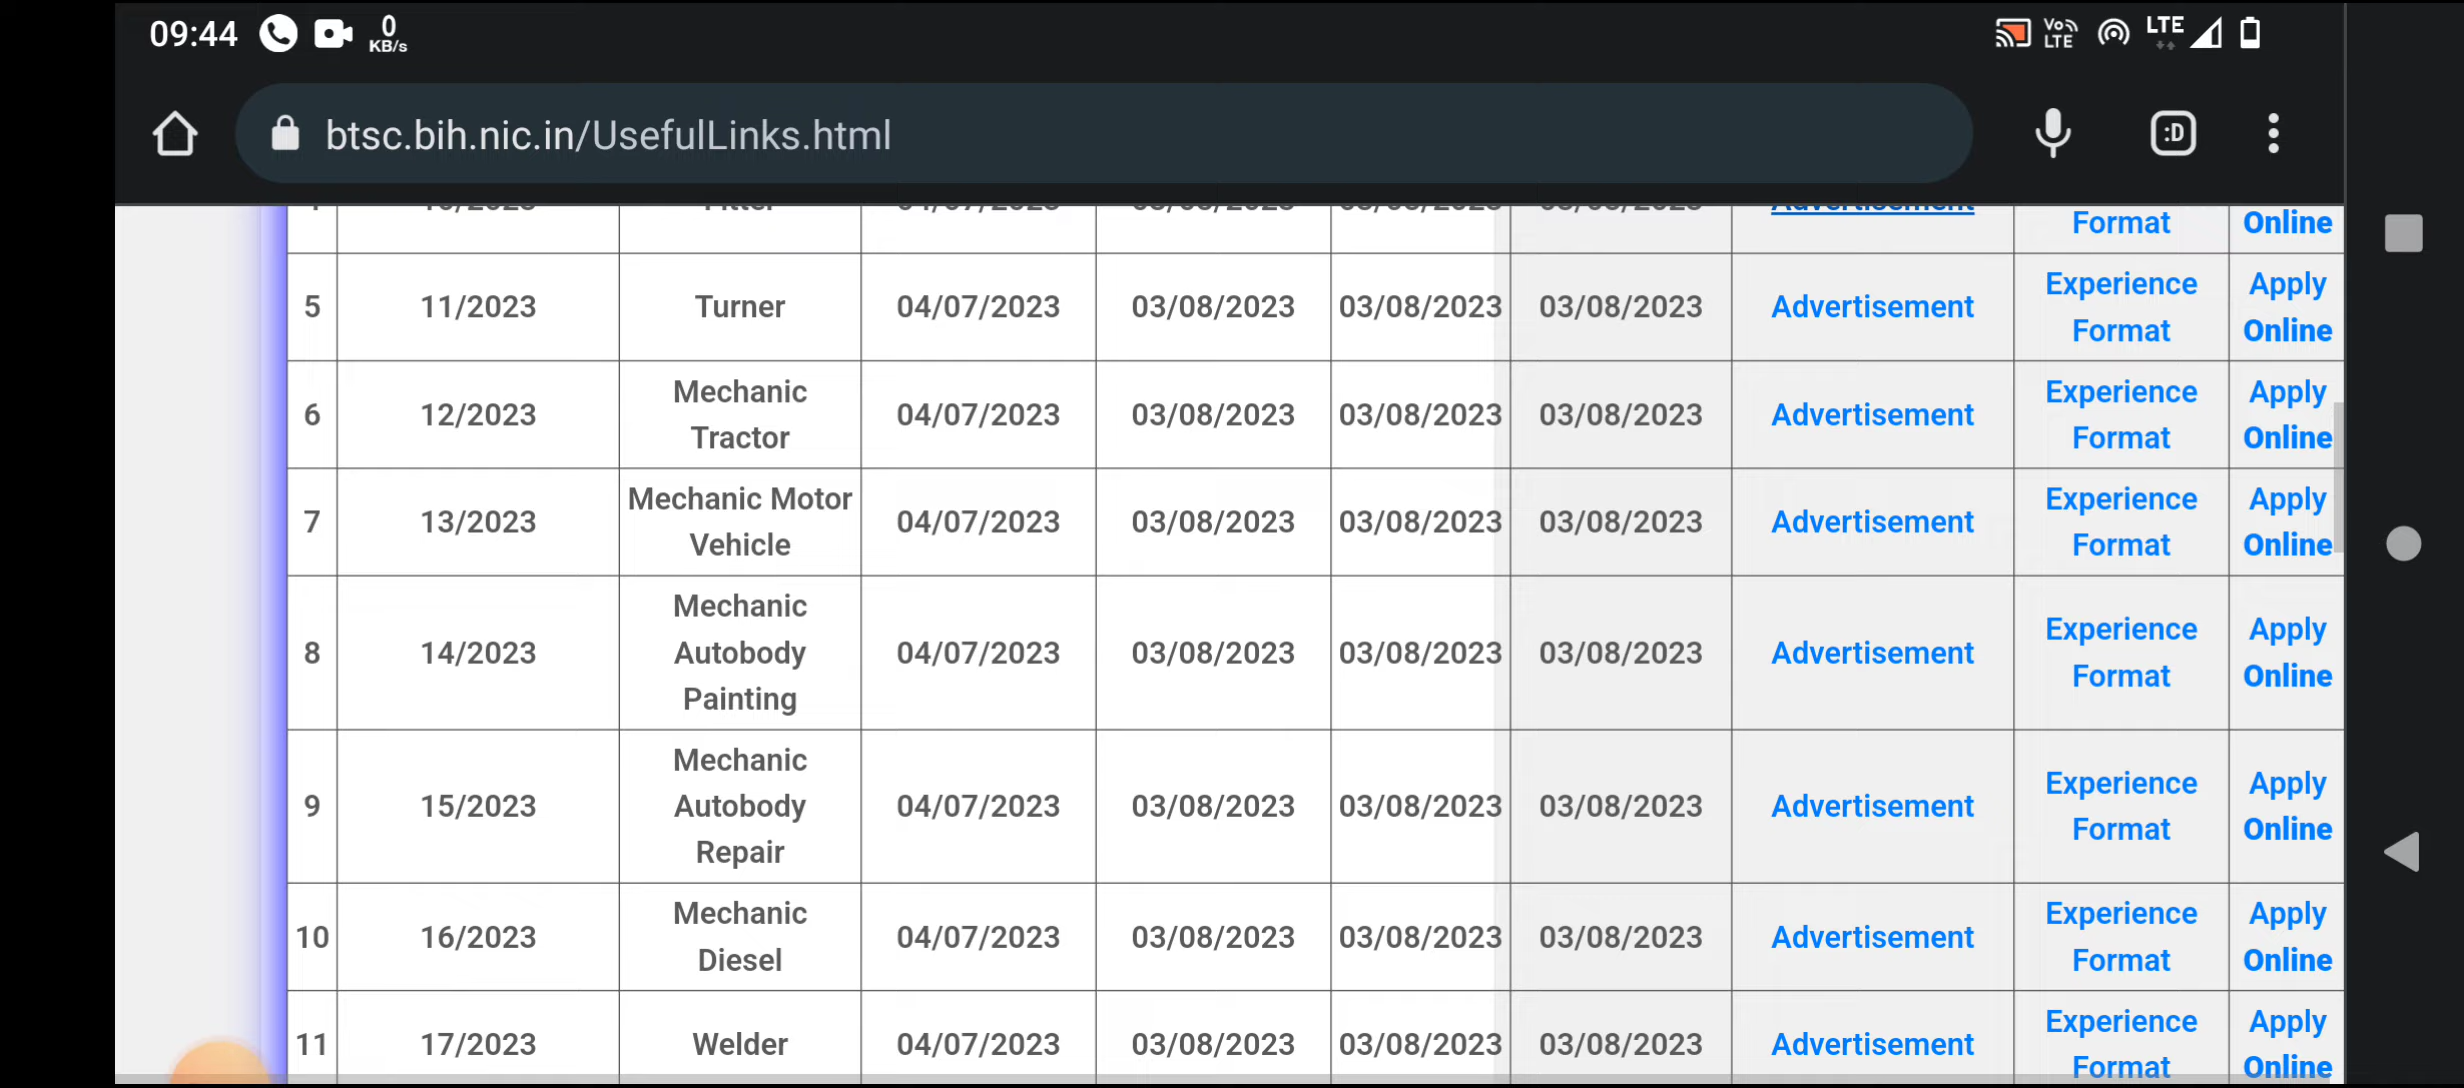 09:44 0 KB/s Vo LTE LTE
btsc.bih.nic.in/UsefulLinks.html :D
Format Online
5 11/2023 Turner 04/07/2023 03/08/2023 03/08/2023 03/08/2023 Advertisement Experience Format Apply Online
6 12/2023 Mechanic Tractor 04/07/2023 03/08/2023 03/08/2023 03/08/2023 Advertisement Experience Format Apply Online
7 13/2023 Mechanic Motor Vehicle 04/07/2023 03/08/2023 03/08/2023 03/08/2023 Advertisement Experience Format Apply Online
8 14/2023 Mechanic Autobody Painting 04/07/2023 03/08/2023 03/08/2023 03/08/2023 Advertisement Experience Format Apply Online
9 15/2023 Mechanic Autobody Repair 04/07/2023 03/08/2023 03/08/2023 03/08/2023 Advertisement Experience Format Apply Online
10 16/2023 Mechanic Diesel 04/07/2023 03/08/2023 03/08/2023 03/08/2023 Advertisement Experience Format Apply Online
11 17/2023 Welder 04/07/2023 03/08/2023 03/08/2023 03/08/2023 Advertisement Experience Format Apply Online